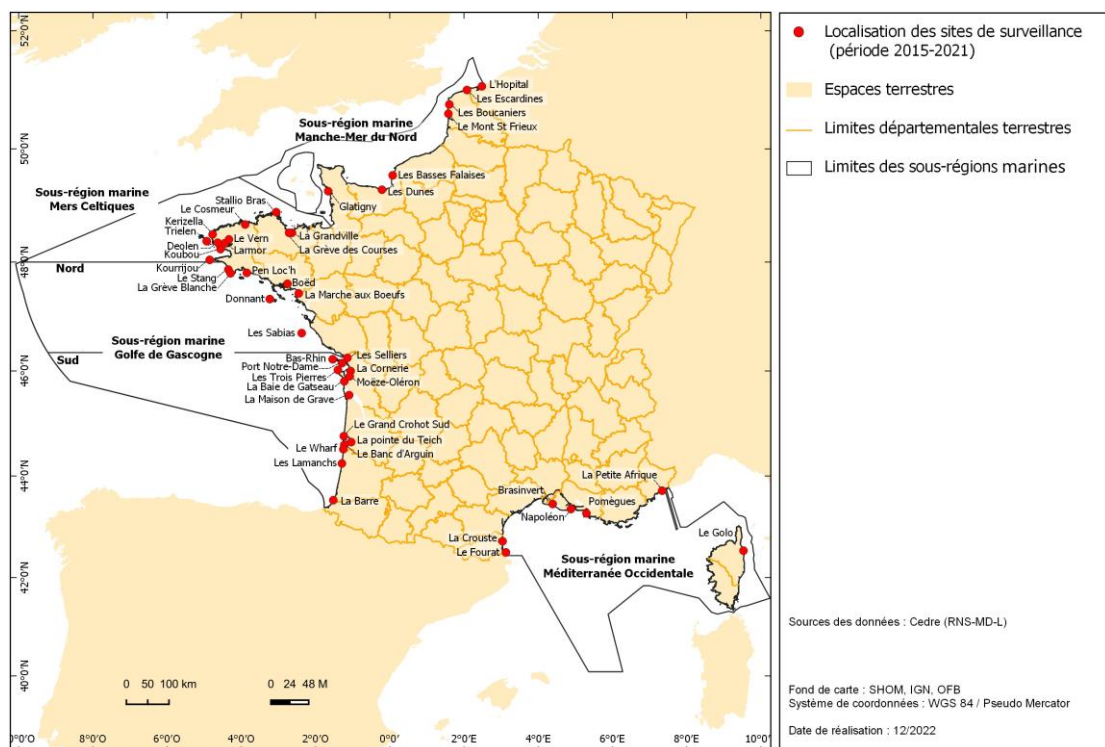 52°0'N
50°0'N
48°0'N
46°0'N
44°0'N
42°0'N
40°0'N
L'Hopital
Les Escardines
Les Boucaniers
Le Mont St Frieux
Sous-région marine
Manche-Mer du Nord
Les Basses Falaises
Les Dunes
Glatigny
Sous-région marine
Mers Celtiques
Stallio Bras
Le Cosmeur
Kerizella
Trielen
Le Vern
La Grandville
Deolen
Larmor
La Grève des Courses
Koubou
Nord
Kourrijou
Pen Loc'h
Le Stang
Boëd
La Grève Blanche
La Marche aux Boeufs
Donnant
Les Sabias
Sous-région marine
Golfe de Gascogne
Sud
Bas-Rhin
Les Selliers
Port Notre-Dame
La Cornerie
Les Trois Pierres
Moëze-Oléron
La Baie de Gatseau
La Maison de Grave
Le Grand Crohot Sud
La pointe du Teich
Le Wharf
Le Banc d'Arguin
Les Lamanchs
La Barre
La Petite Afrique
Brasinvert
Pomègues
Napoléon
La Crouste
Le Fourat
Le Golo
Sous-région marine
Méditerranée Occidentale
0 50 100 km
0 24 48 M
10°0'O 8°0'O 6°0'O 4°0'O 2°0'O 0°0' 2°0'E 4°0'E 6°0'E 8°0'E 10°0'E
Localisation des sites de surveillance
(période 2015-2021)
Espaces terrestres
Limites départementales terrestres
Limites des sous-régions marines
Sources des données : Cedre (RNS-MD-L)
Fond de carte : SHOM, IGN, OFB
Système de coordonnées : WGS 84 / Pseudo Mercator
Date de réalisation : 12/2022